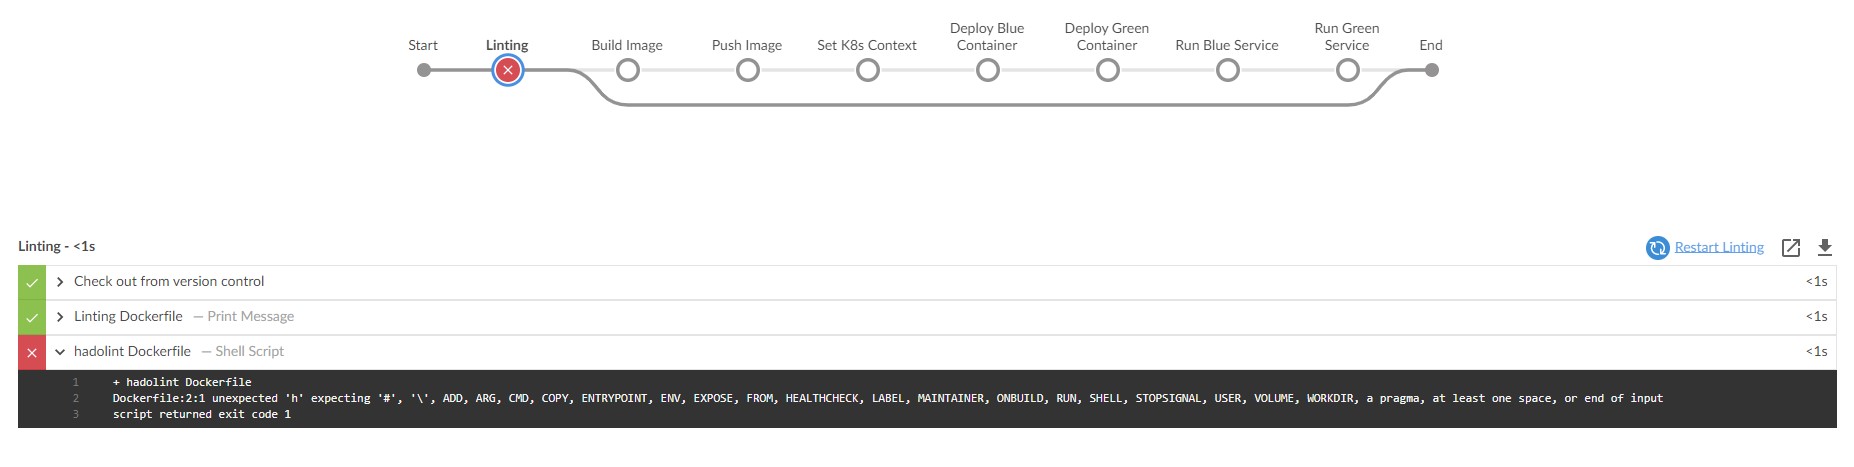 Start
Linting
Build Image
Push Image
Set K8s Context
Deploy Blue
Container
Deploy Green
Container
Run Blue Service
Run Green
Service
End
Linting - <1s
Restart Linting
Check out from version control <1s
Linting Dockerfile — Print Message <1s
hadolint Dockerfile — Shell Script <1s
1 + hadolint Dockerfile
2 Dockerfile:2:1 unexpected 'h' expecting '#', '\', ADD, ARG, CMD, COPY, ENTRYPOINT, ENV, EXPOSE, FROM, HEALTHCHECK, LABEL, MAINTAINER, ONBUILD, RUN, SHELL, STOPSIGNAL, USER, VOLUME, WORKDIR, a pragma, at least one space, or end of input
3 script returned exit code 1